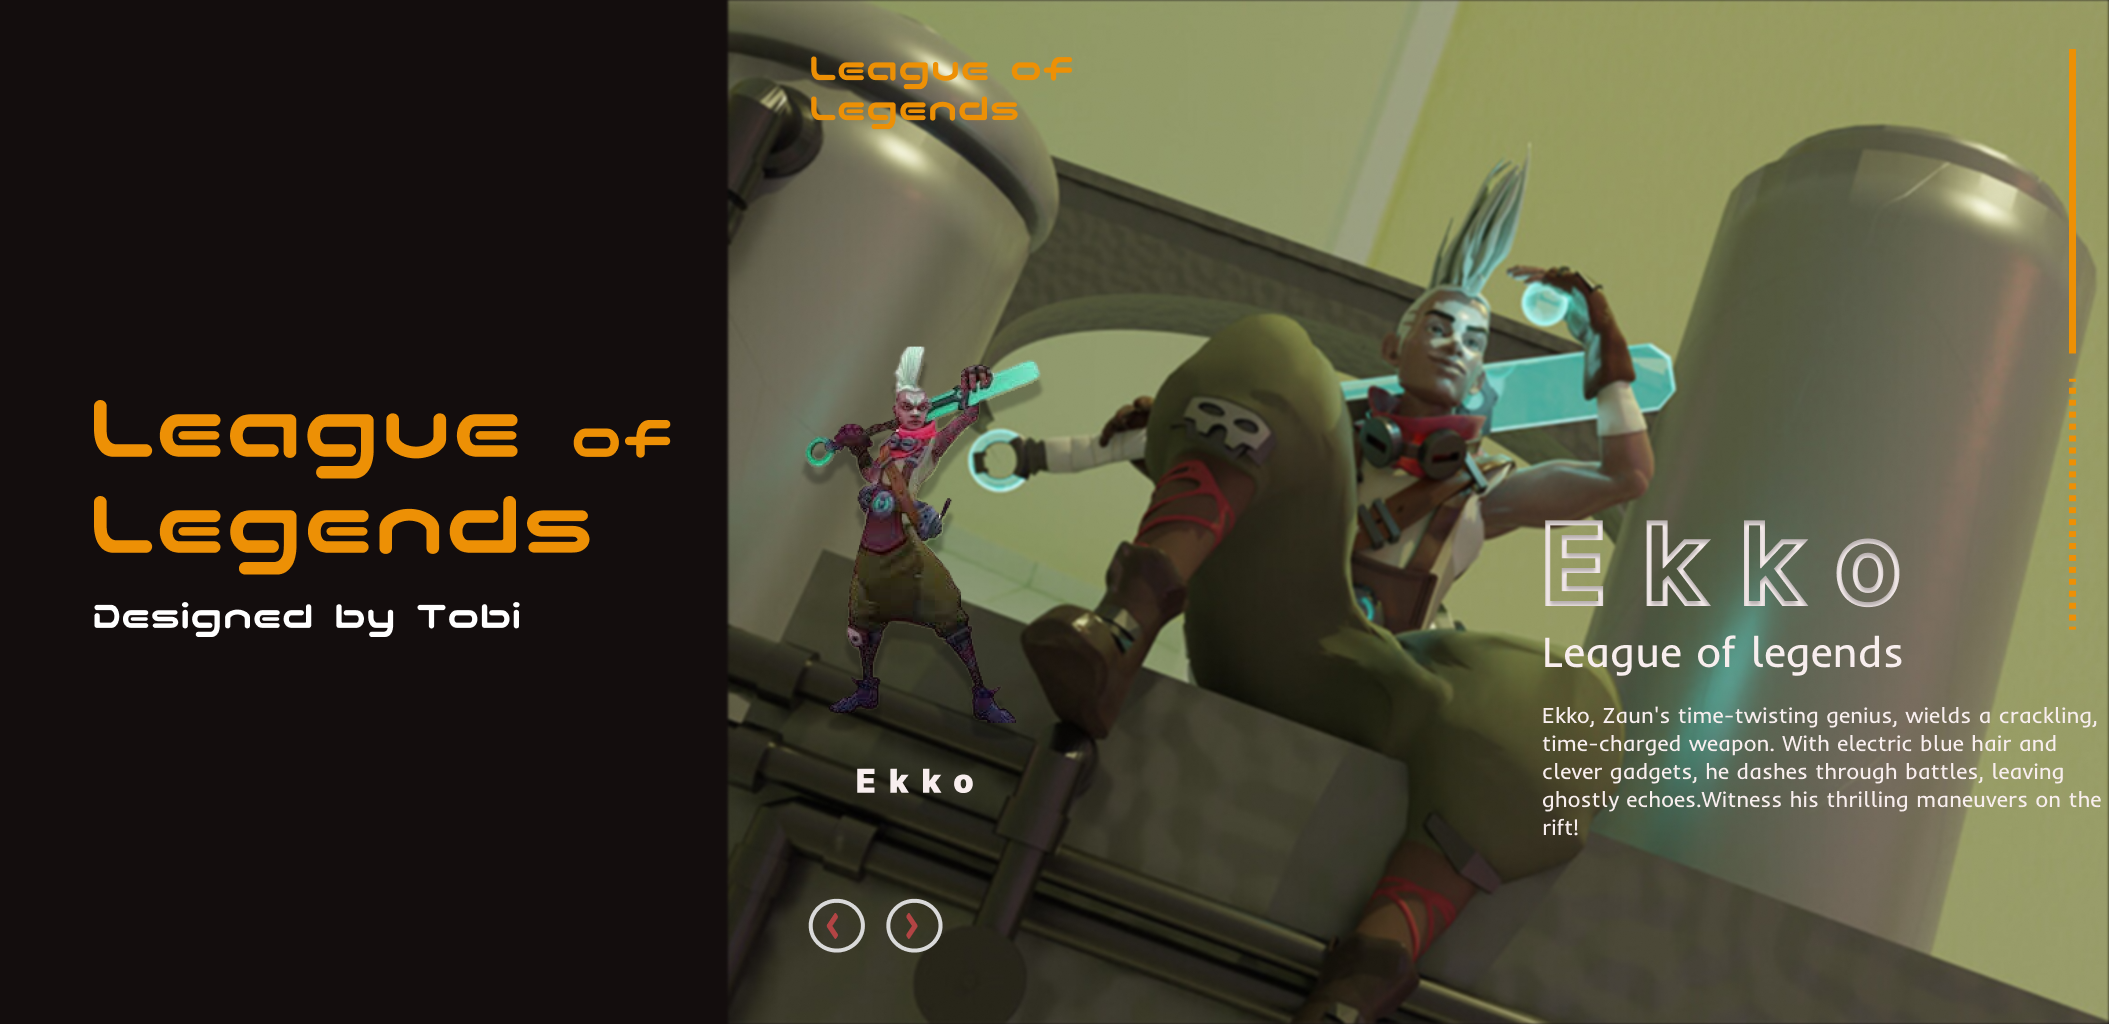 League of
Legends
Designed by Tobi
League of
Legends
Ekko
Ekko
League of legends
Ekko, Zaun's time-twisting genius, wields a crackling,
time-charged weapon. With electric blue hair and
clever gadgets, he dashes through battles, leaving
ghostly echoes.Witness his thrilling maneuvers on the
rift!